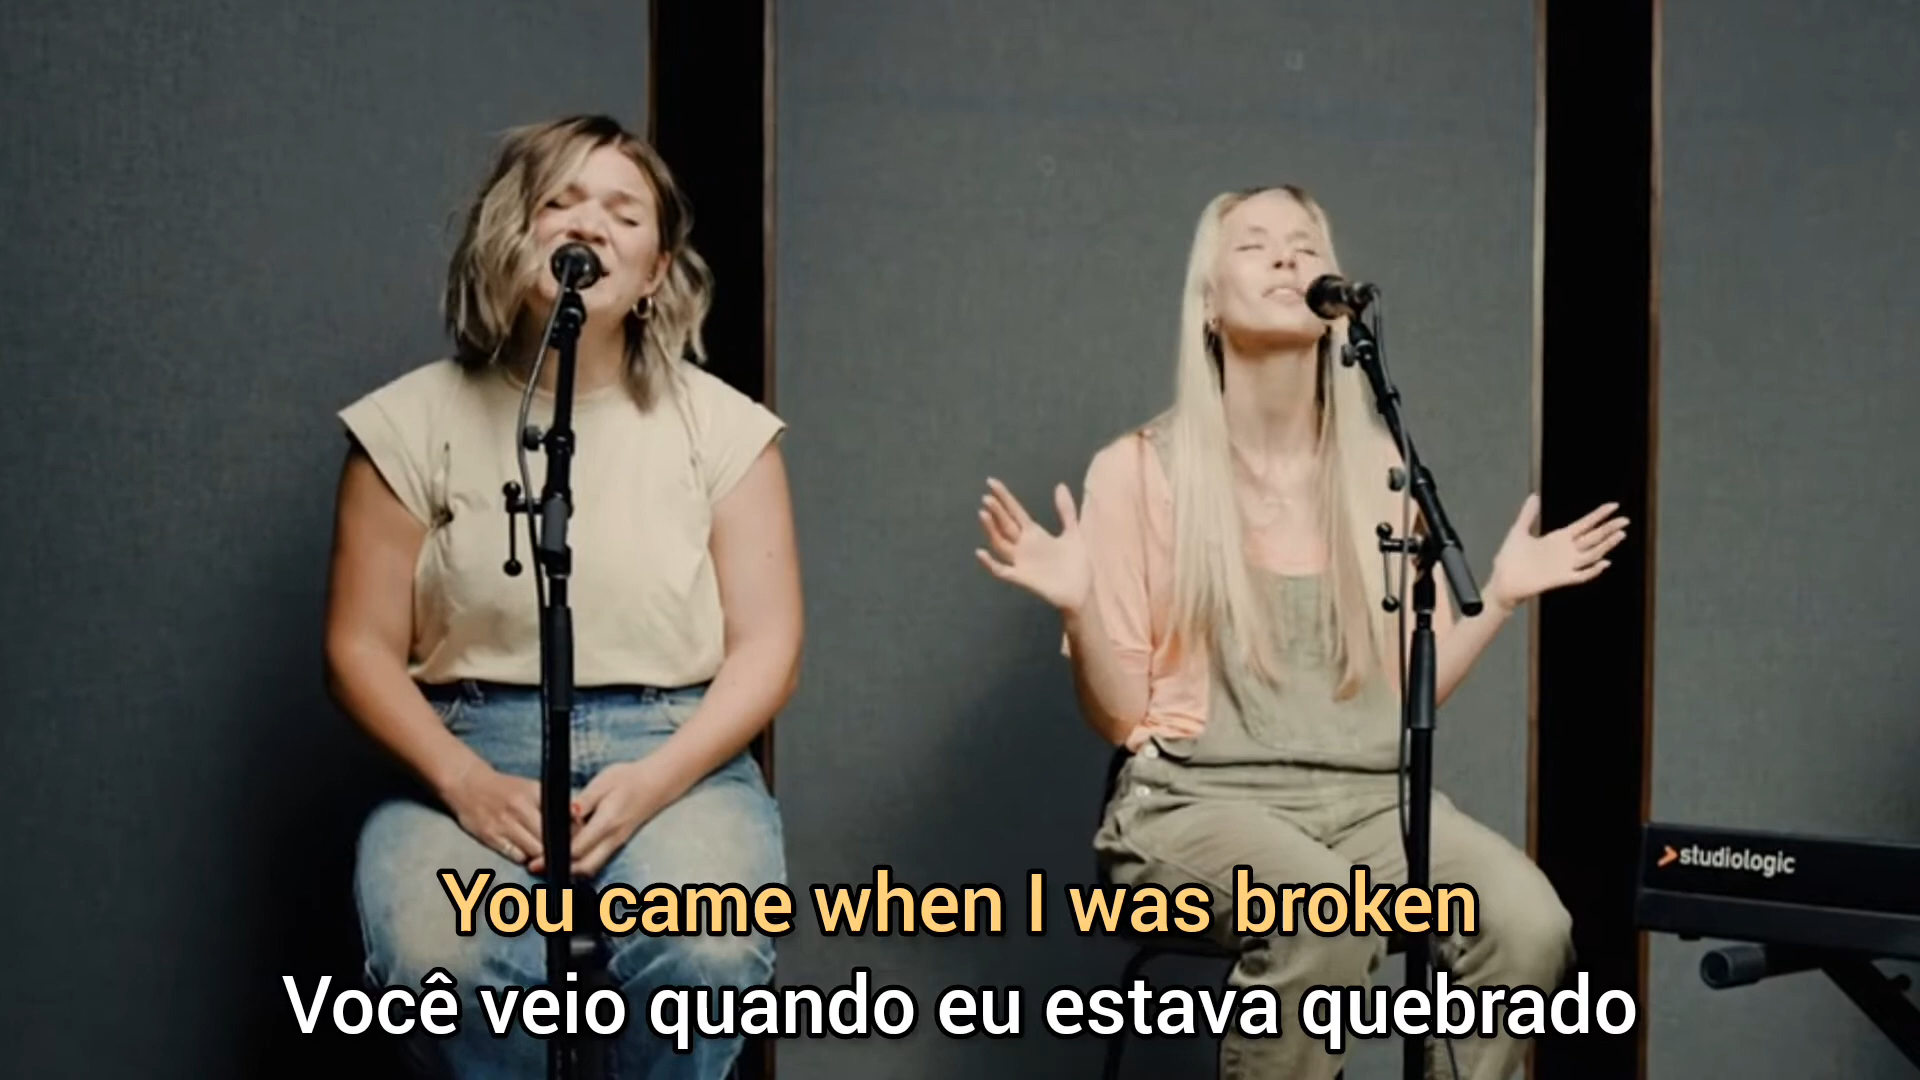 studiologic
You came when I was broken
Você veio quando eu estava quebrado